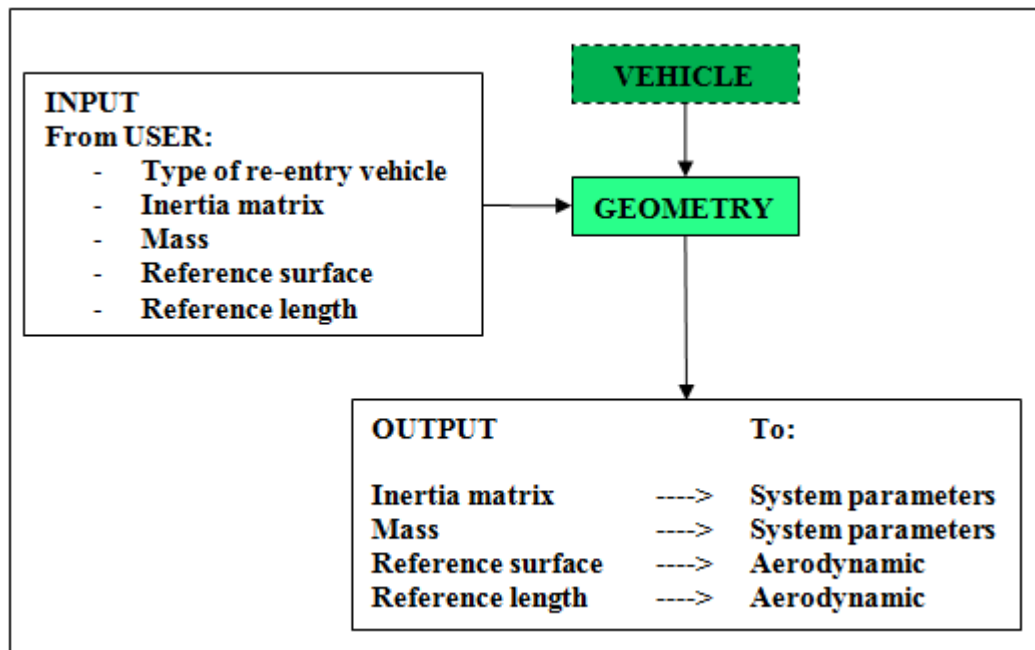 VEHICLE
INPUT
From USER:
- Type of re-entry vehicle
- Inertia matrix
- Mass
- Reference surface
- Reference length
GEOMETRY
OUTPUT To:
Inertia matrix ----> System parameters
Mass ----> System parameters
Reference surface ----> Aerodynamic
Reference length ----> Aerodynamic